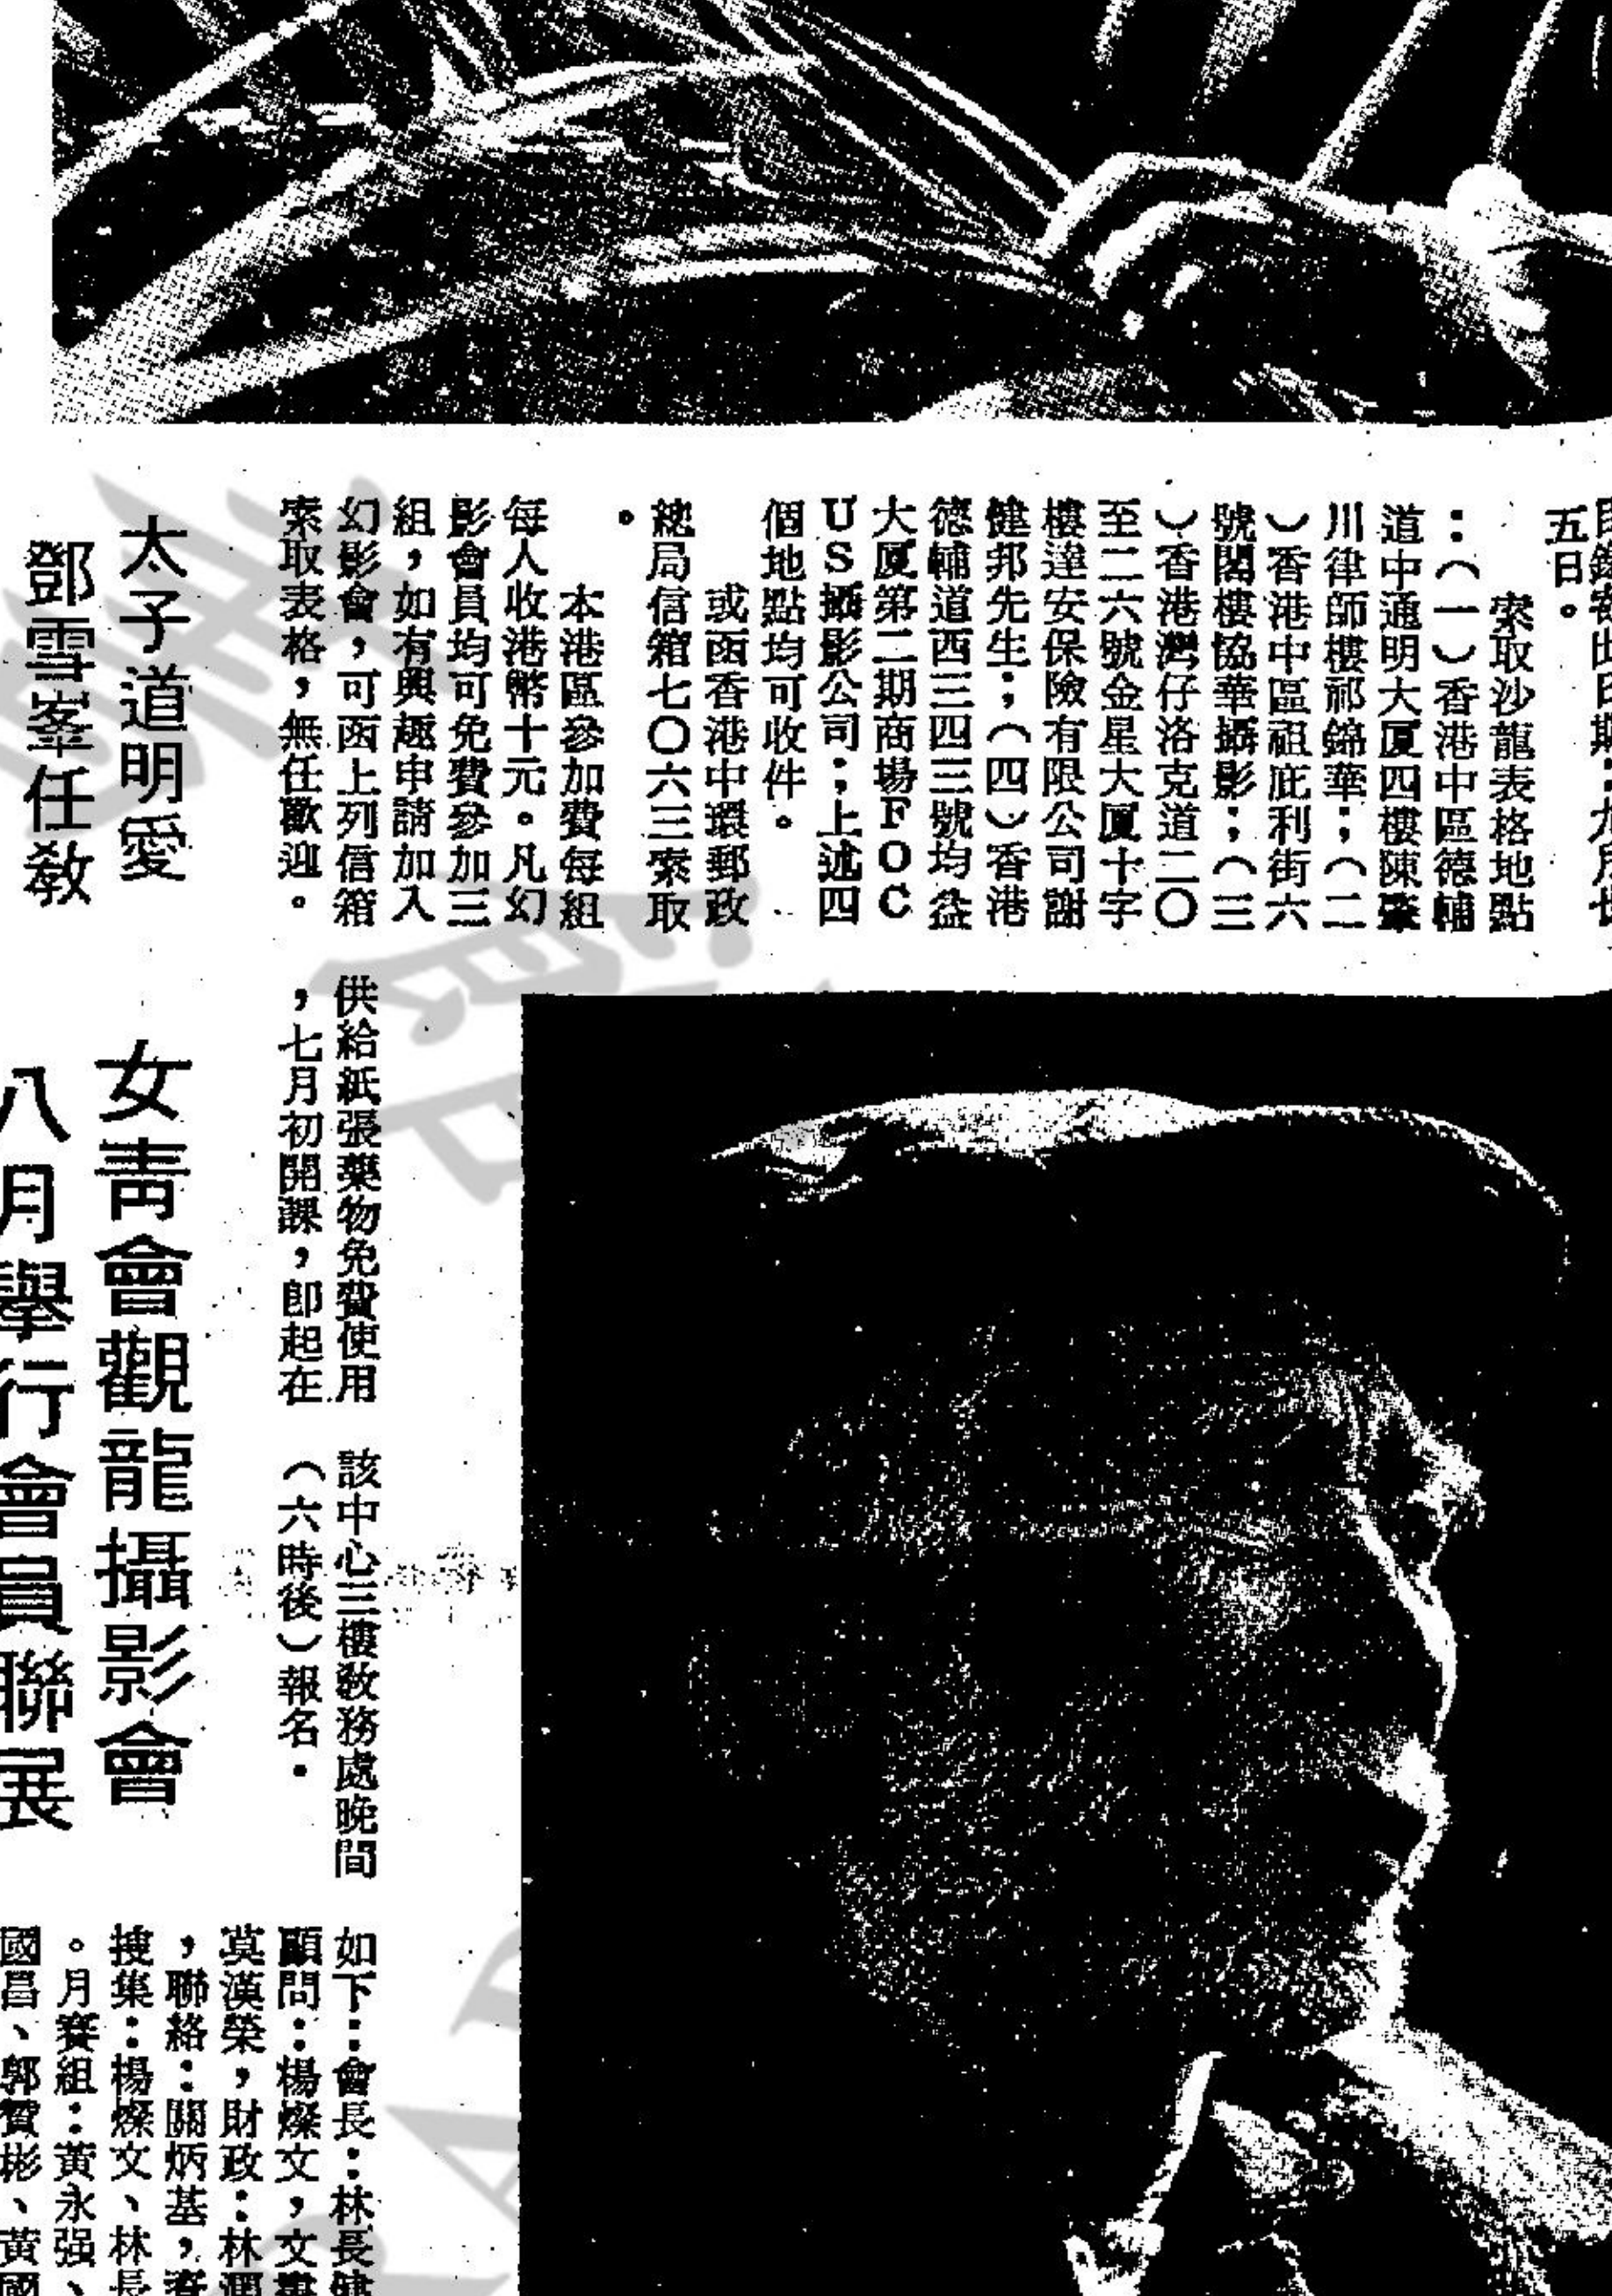 五日。
索取沙龍表格地點
：（一）香港中區德輔
道中通明大厦四樓陳肇
川律師樓祁錦華；（二
）香港中區祖庇利街六
號閣樓協華攝影；（三
）香港灣仔洛克道二〇
至二六號金星大厦十字
樓達安保險有限公司謝
健邦先生；（四）香港
德輔道西三四三號均益
大厦第二期商場FOC
US攝影公司；上述四
個地點均可收件。
或函香港中環郵政
總局信箱七〇六三索取
。
本港區參加費每組
每人收港幣十元。凡幻
影會員均可免費參加三
組，如有興趣申請加入
幻影會，可函上列信箱
索取表格，無任歡迎。
太子道明愛
鄧雪峯任教
供給紙張藥物免費使用
，七月初開課，即起在
該中心三樓教務處晚間
（六時後）報名．
女青會觀龍攝影會
八月舉行會員聯展
如下：會長：林長健
顧問：楊燦文，文書
莫漢榮，財政：林潤
，聯絡：關炳基，
搜集：楊燦文、林長
。月賽組：黃永强、
國昌、郭贊彬、黃國